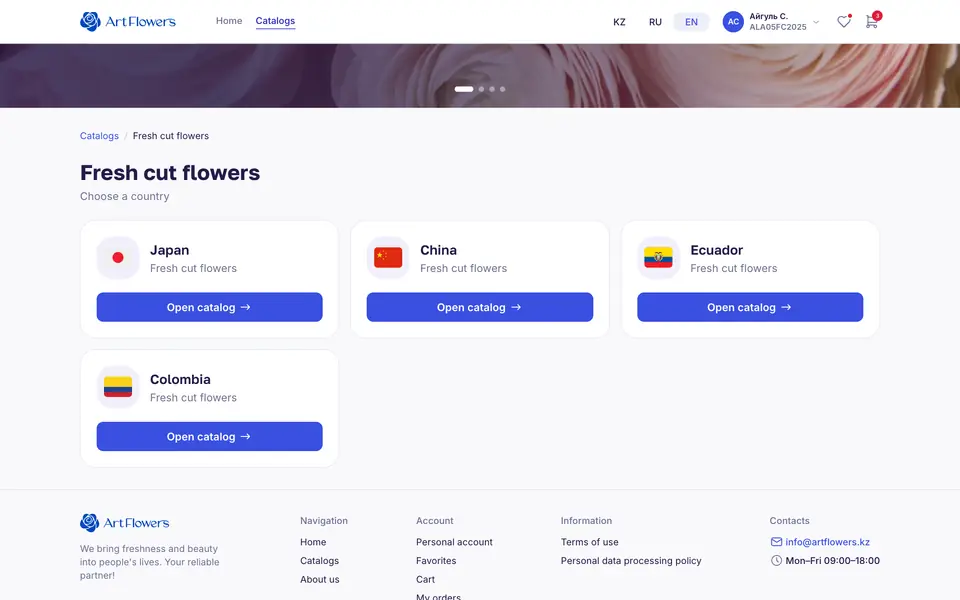 ArtFlowers
Home
Catalogs
KZ
RU
EN
AC
Айгуль С.
ALA05FC2025
3
Catalogs / Fresh cut flowers
Fresh cut flowers
Choose a country
Japan
Fresh cut flowers
Open catalog →
China
Fresh cut flowers
Open catalog →
Ecuador
Fresh cut flowers
Open catalog →
Colombia
Fresh cut flowers
Open catalog →
ArtFlowers
We bring freshness and beauty
into people's lives. Your reliable
partner!
Navigation
Home
Catalogs
About us
Account
Personal account
Favorites
Cart
My orders
Information
Terms of use
Personal data processing policy
Contacts
info@artflowers.kz
Mon–Fri 09:00–18:00